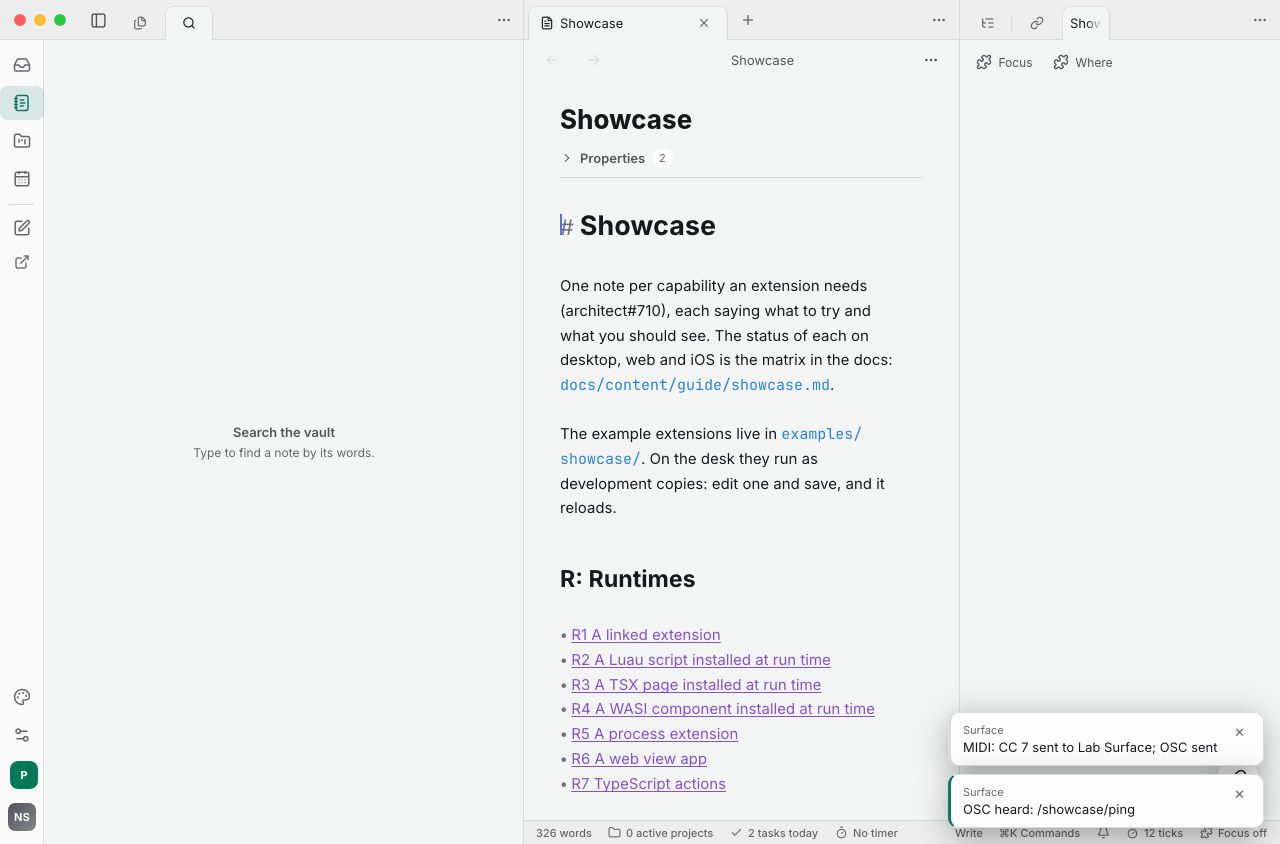 Showcase
Show
Showcase
Focus
Where
Showcase
Properties 2
# Showcase
One note per capability an extension needs
(architect#710), each saying what to try and
what you should see. The status of each on
desktop, web and iOS is the matrix in the docs:
docs/content/guide/showcase.md.
The example extensions live in examples/
showcase/. On the desk they run as
development copies: edit one and save, and it
reloads.
R: Runtimes
• R1 A linked extension
• R2 A Luau script installed at run time
• R3 A TSX page installed at run time
• R4 A WASI component installed at run time
• R5 A process extension
• R6 A web view app
• R7 TypeScript actions
Search the vault
Type to find a note by its words.
P
NS
Surface
MIDI: CC 7 sent to Lab Surface; OSC sent
Surface
OSC heard: /showcase/ping
326 words
0 active projects
2 tasks today
No timer
Write
⌘K Commands
12 ticks
Focus off